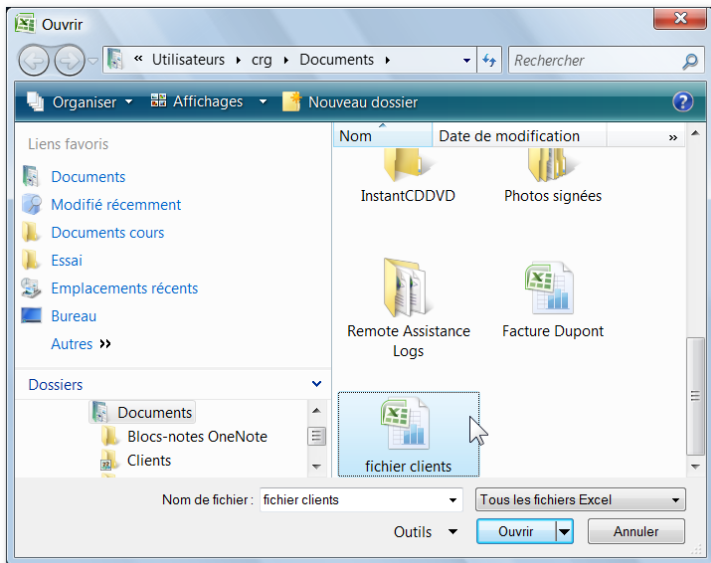 Ouvrir
« Utilisateurs ▸ crg ▸ Documents ▸
Rechercher
Organiser
Affichages
Nouveau dossier
?
Liens favoris
Documents
Modifié récemment
Documents cours
Essai
Emplacements récents
Bureau
Autres »
Nom
Date de modification
»
InstantCDDVD
Photos signées
Remote Assistance
Logs
Facture Dupont
fichier clients
Dossiers
Documents
Blocs-notes OneNote
Clients
Nom de fichier : fichier clients
Tous les fichiers Excel
Outils
Ouvrir
Annuler